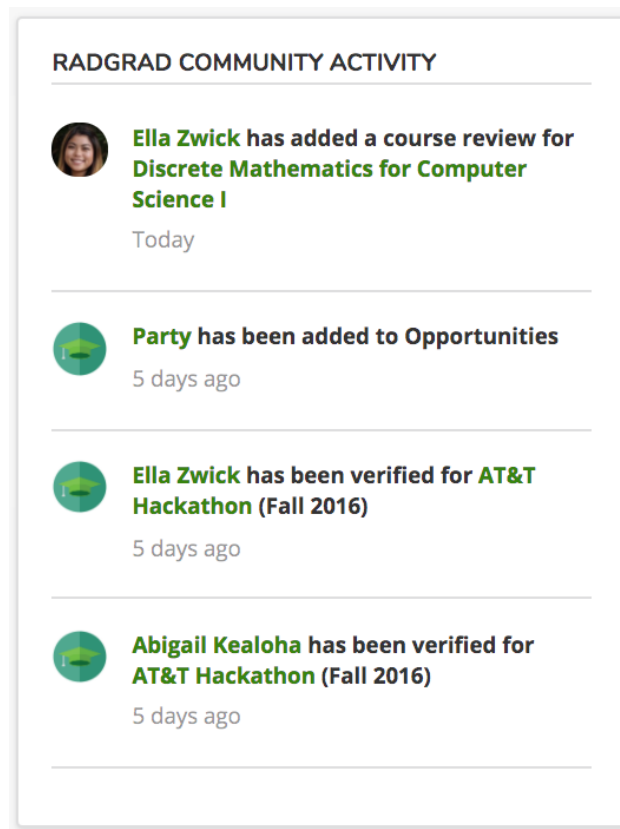 RADGRAD COMMUNITY ACTIVITY
Ella Zwick has added a course review for
Discrete Mathematics for Computer
Science I
Today
Party has been added to Opportunities
5 days ago
Ella Zwick has been verified for AT&T
Hackathon (Fall 2016)
5 days ago
Abigail Kealoha has been verified for
AT&T Hackathon (Fall 2016)
5 days ago